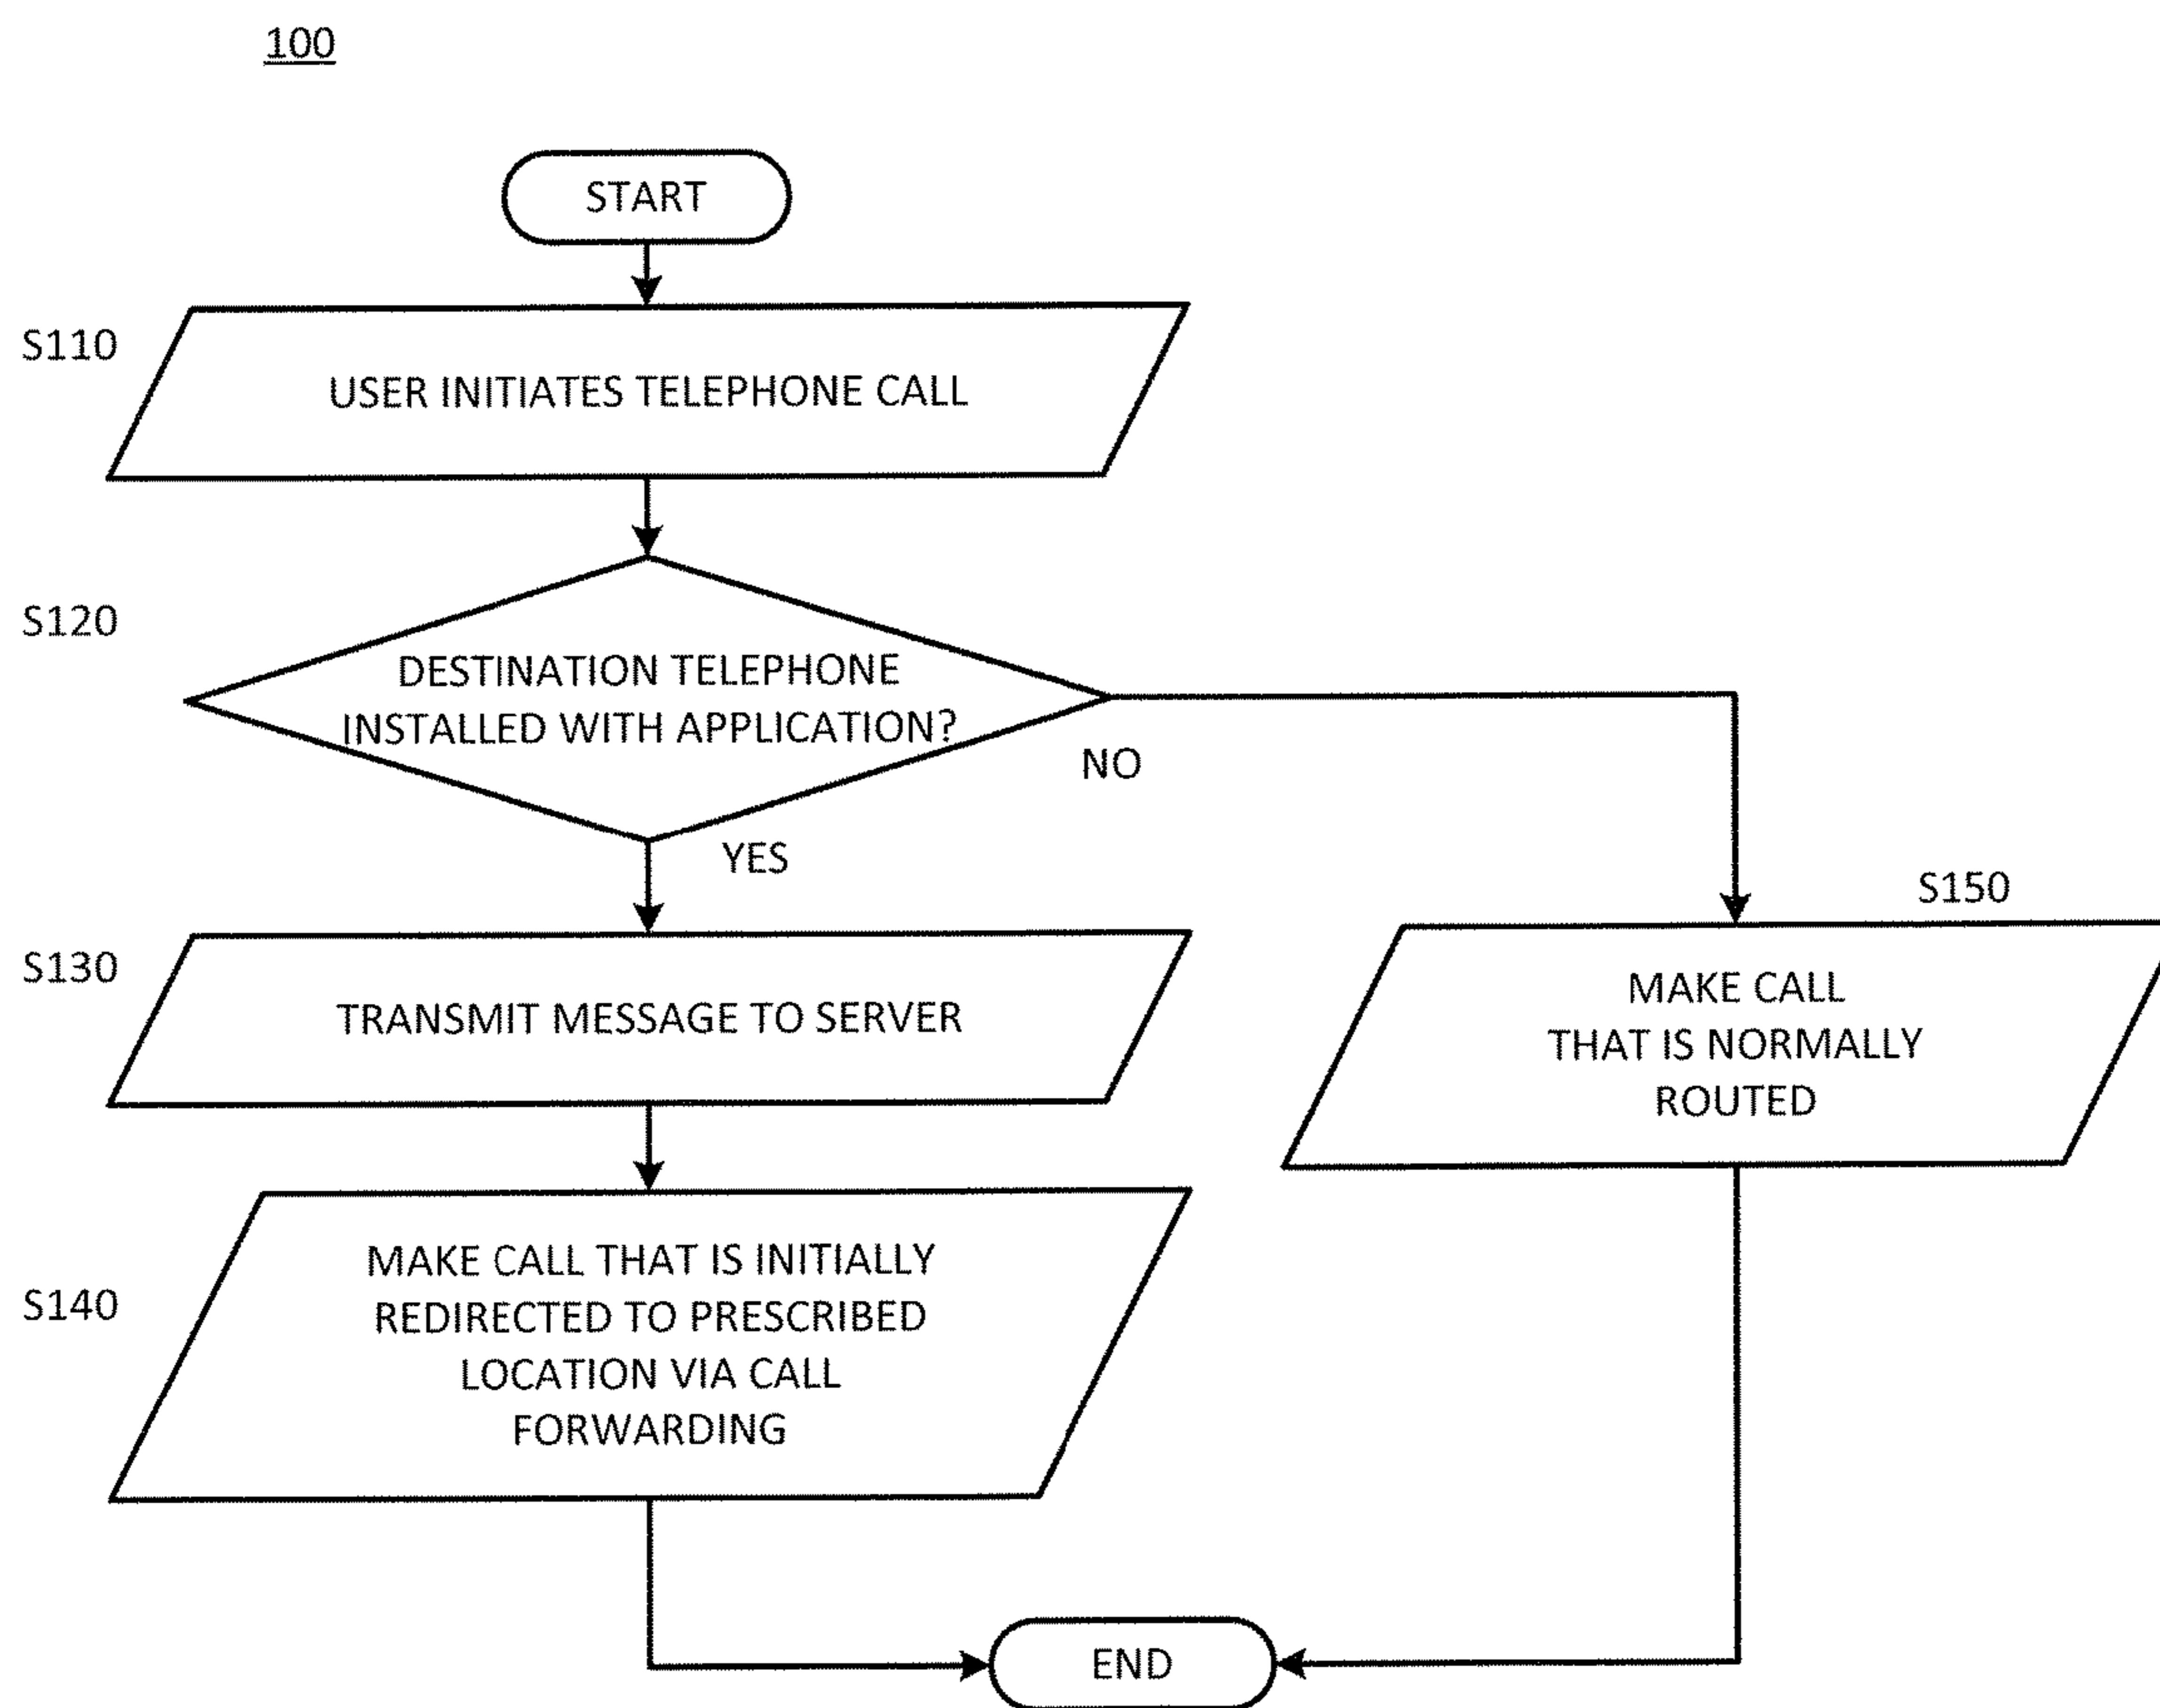 100
START
S110
USER INITIATES TELEPHONE CALL
S120
DESTINATION TELEPHONE
INSTALLED WITH APPLICATION?
NO
YES
S130
TRANSMIT MESSAGE TO SERVER
S150
MAKE CALL
THAT IS NORMALLY
ROUTED
S140
MAKE CALL THAT IS INITIALLY
REDIRECTED TO PRESCRIBED
LOCATION VIA CALL
FORWARDING
END